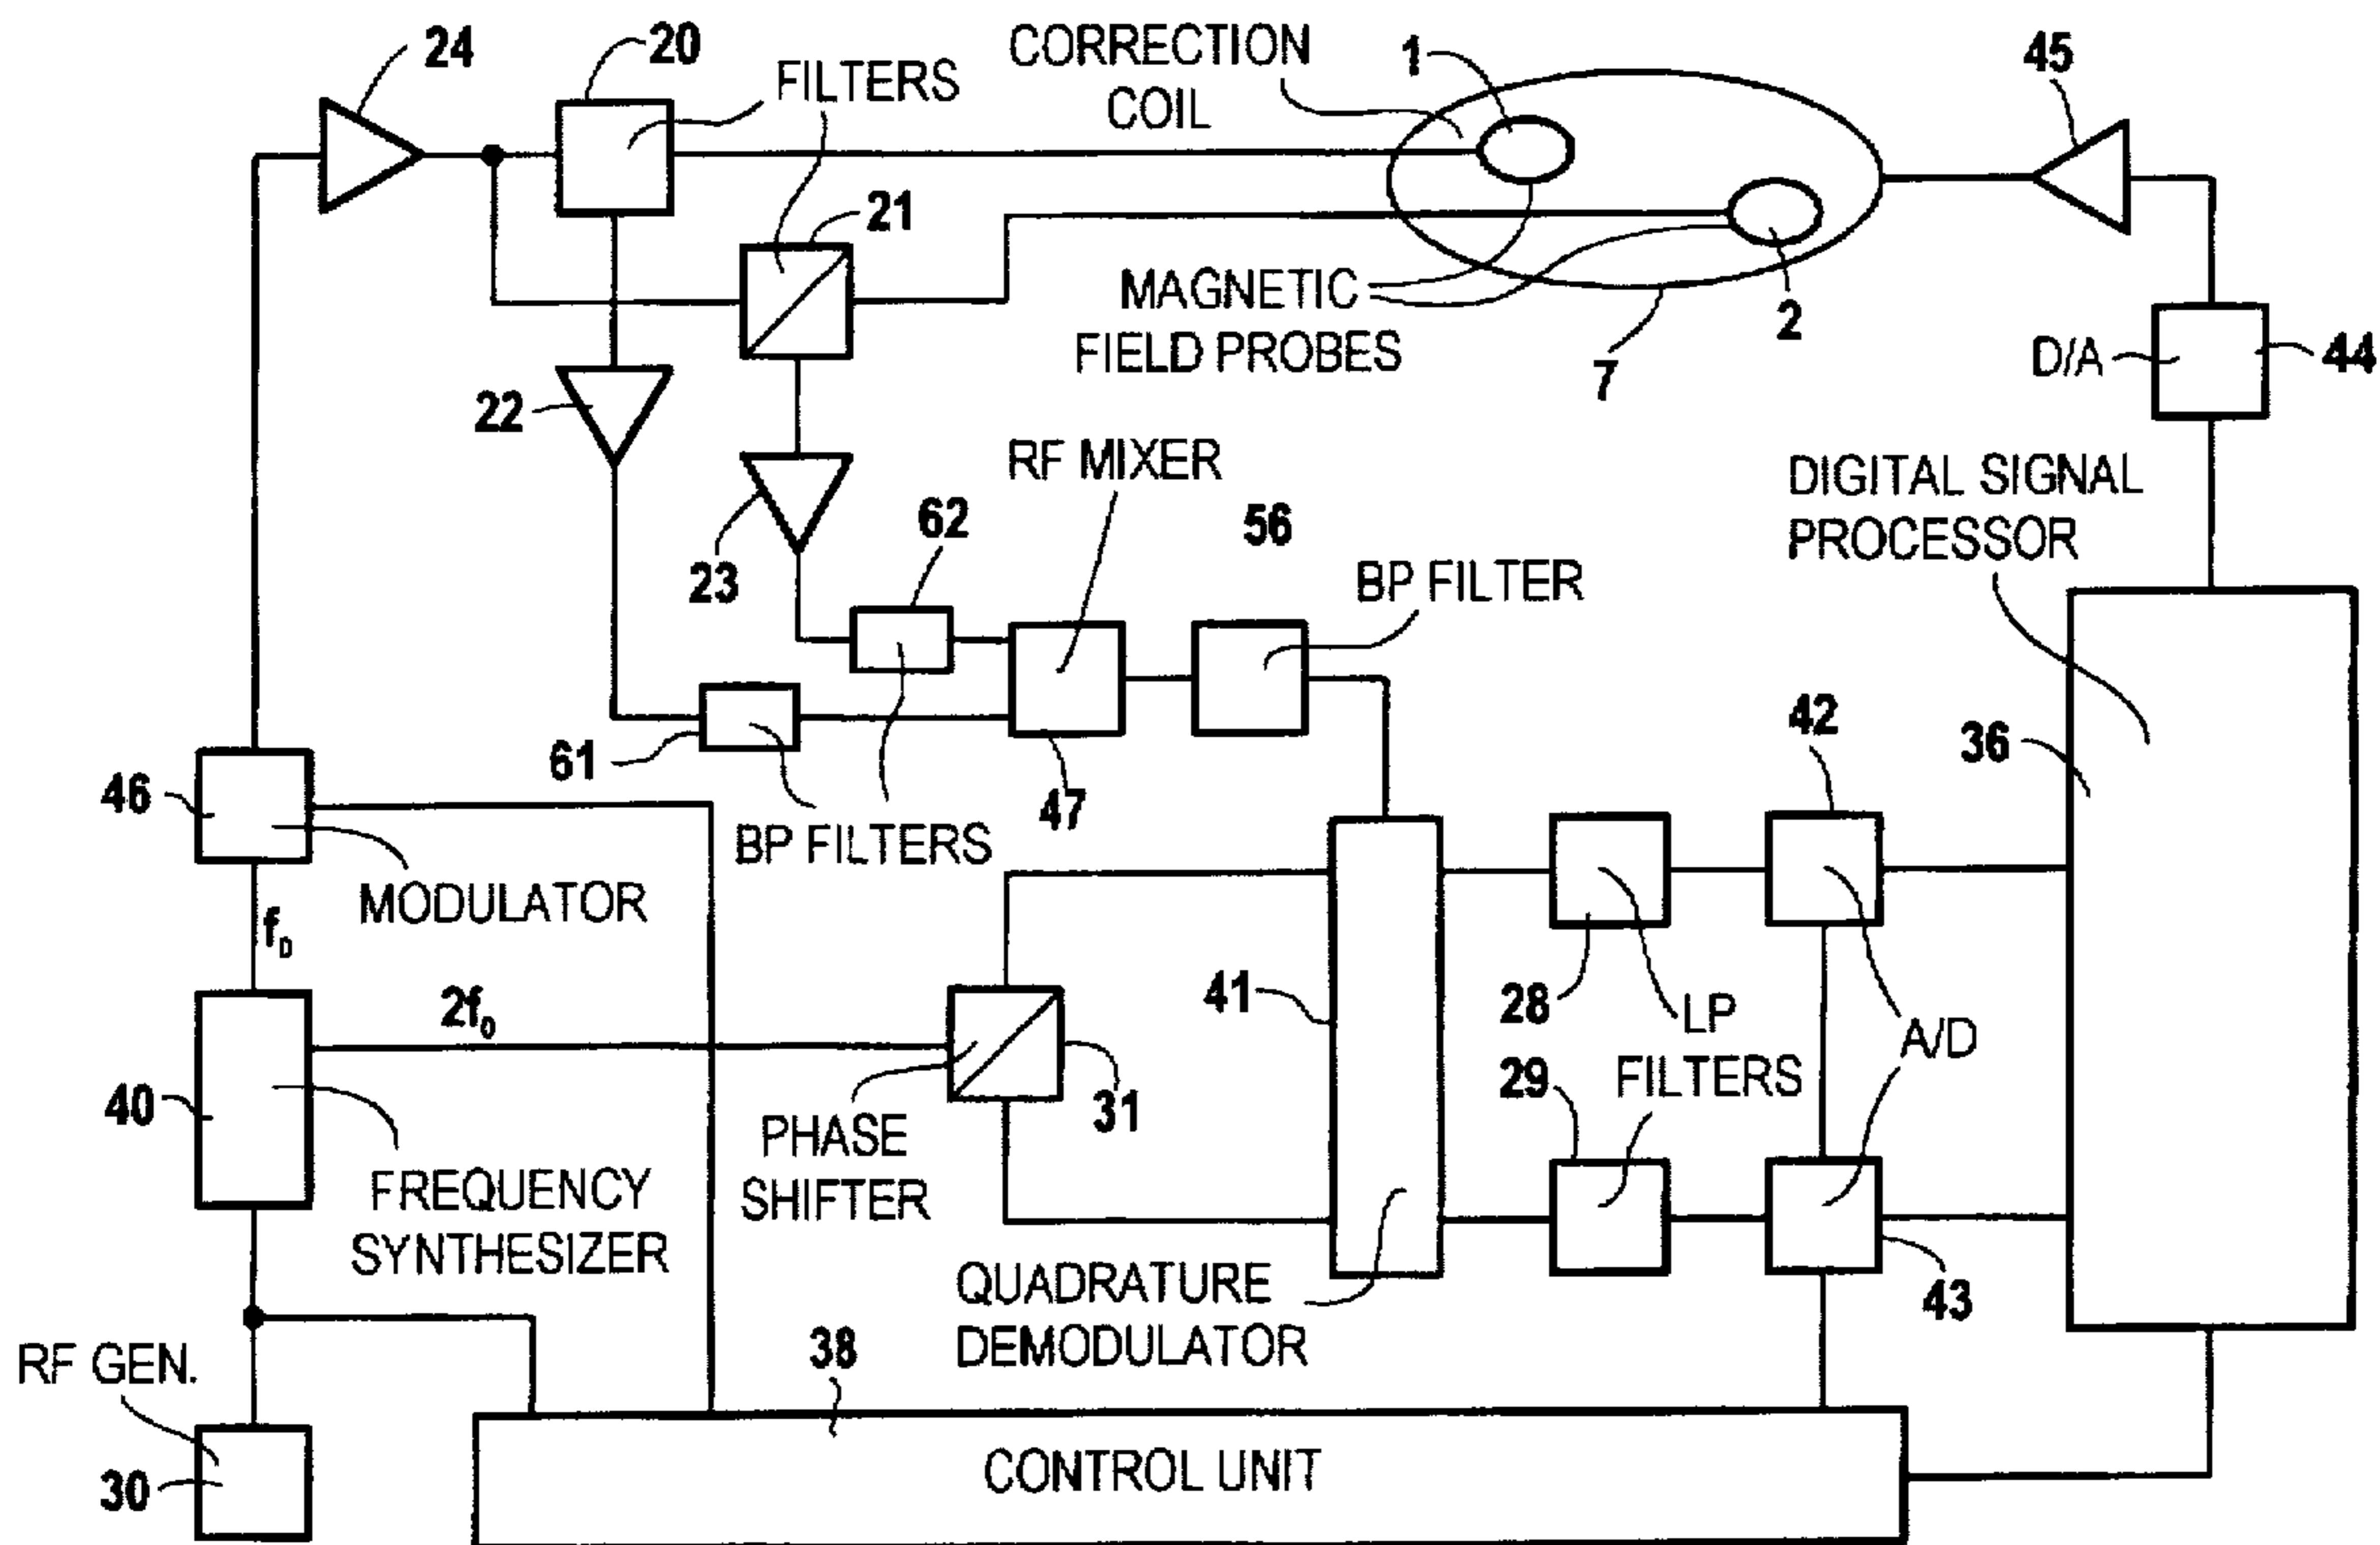 24
20
FILTERS
CORRECTION
COIL
1
45
21
MAGNETIC
FIELD PROBES
2
7
D/A
44
22
RF MIXER
23
62
56
BP FILTER
DIGITAL SIGNAL
PROCESSOR
61
47
42
36
46
BP FILTERS
MODULATOR
fD
2f0
41
28
LP
FILTERS
A/D
40
31
29
PHASE
SHIFTER
FREQUENCY
SYNTHESIZER
QUADRATURE
DEMODULATOR
43
RF GEN.
38
30
CONTROL UNIT